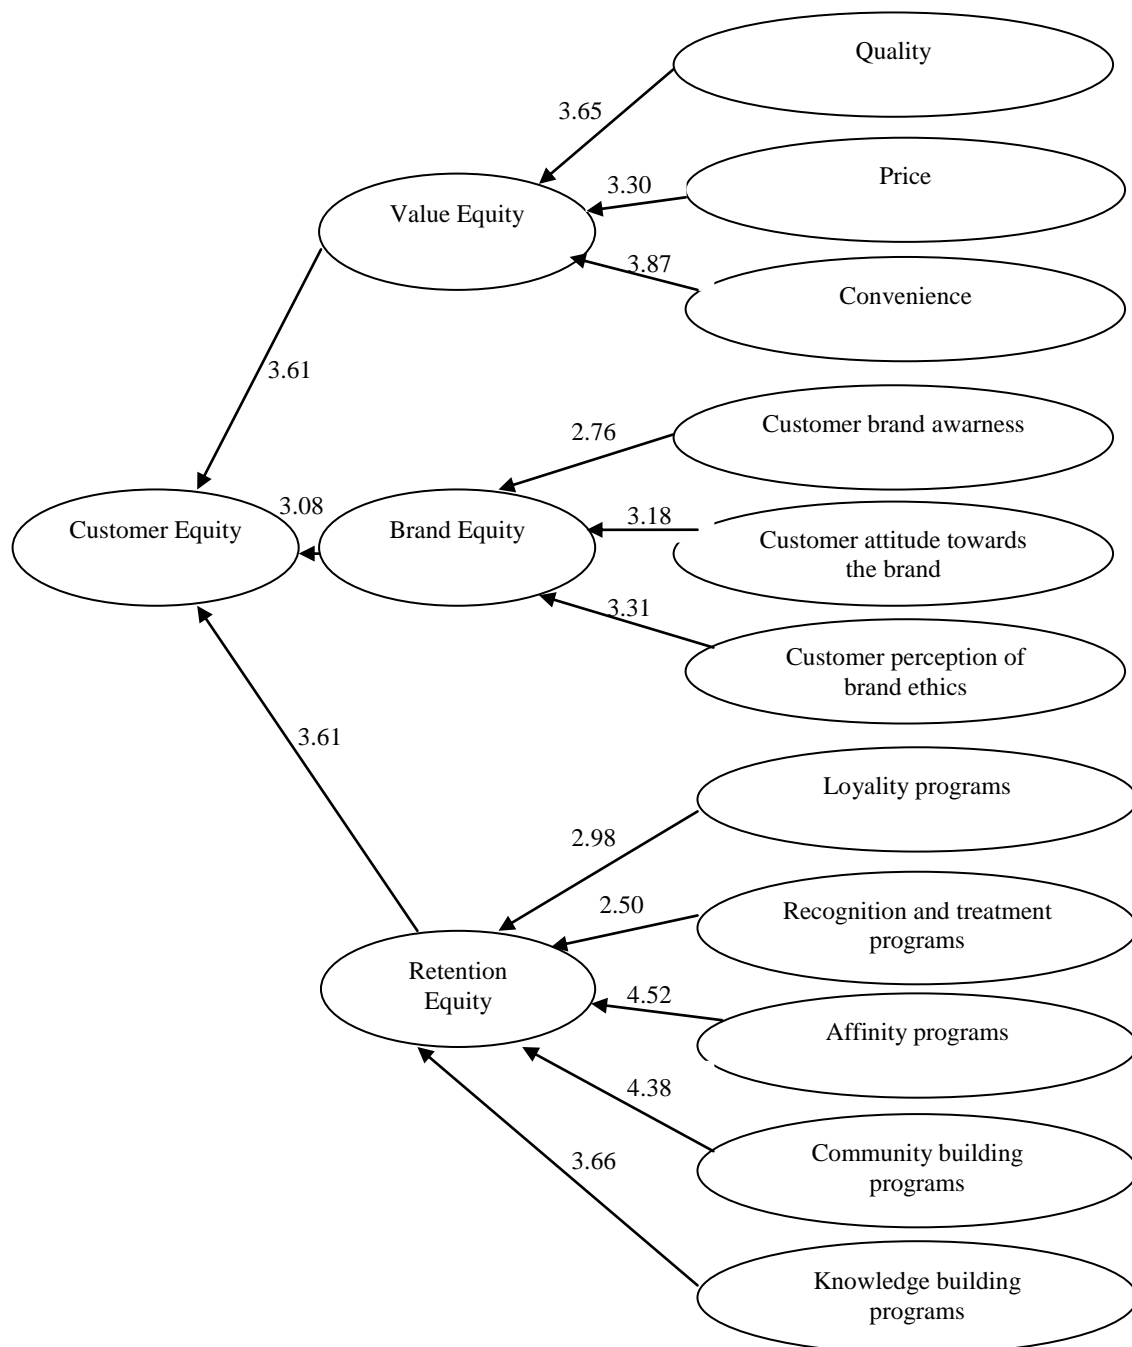 Quality
3.65
Price
3.30
Value Equity
3.87
Convenience
3.61
Customer brand awarness
2.76
3.08
3.18
Customer Equity
Brand Equity
Customer attitude towards
the brand
3.31
Customer perception of
brand ethics
3.61
Loyality programs
2.98
2.50
Recognition and treatment
programs
Retention
Equity
4.52
Affinity programs
4.38
Community building
programs
3.66
Knowledge building
programs